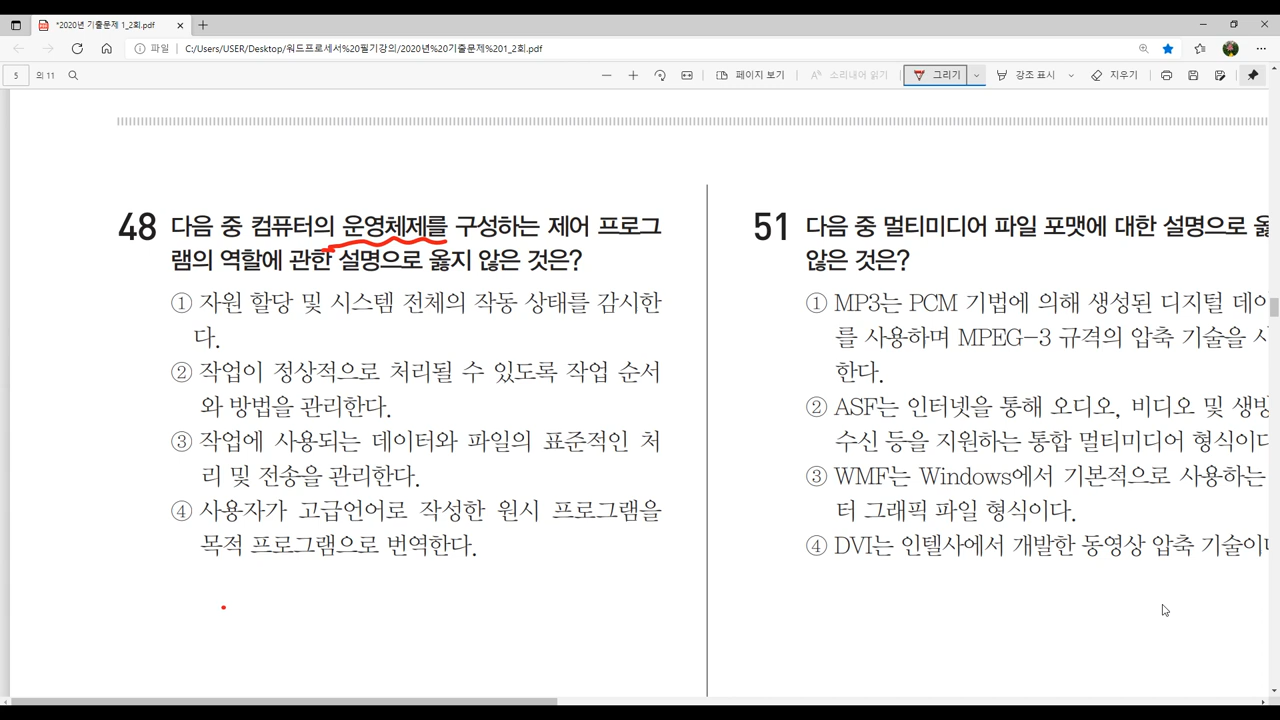 *2020년 기출문제 1_2회.pdf
파일 C:/Users/USER/Desktop/워드프로세서%20필기강의/2020년%20기출문제%201_2회.pdf
5 의 11 페이지 보기 소리내어 읽기 그리기 강조 표시 지우기
48 다음 중 컴퓨터의 운영체제를 구성하는 제어 프로그
램의 역할에 관한 설명으로 옳지 않은 것은?
① 자원 할당 및 시스템 전체의 작동 상태를 감시한
다.
② 작업이 정상적으로 처리될 수 있도록 작업 순서
와 방법을 관리한다.
③ 작업에 사용되는 데이터와 파일의 표준적인 처
리 및 전송을 관리한다.
④ 사용자가 고급언어로 작성한 원시 프로그램을
목적 프로그램으로 번역한다.
51 다음 중 멀티미디어 파일 포맷에 대한 설명으로
않은 것은?
① MP3는 PCM 기법에 의해 생성된 디지털
를 사용하며 MPEG-3 규격의 압축 기술을
한다.
② ASF는 인터넷을 통해 오디오, 비디오 및
수신 등을 지원하는 통합 멀티미디어
③ WMF는 Windows에서 기본적으로 사용하는
터 그래픽 파일 형식이다.
④ DVI는 인텔사에서 개발한 동영상 압축